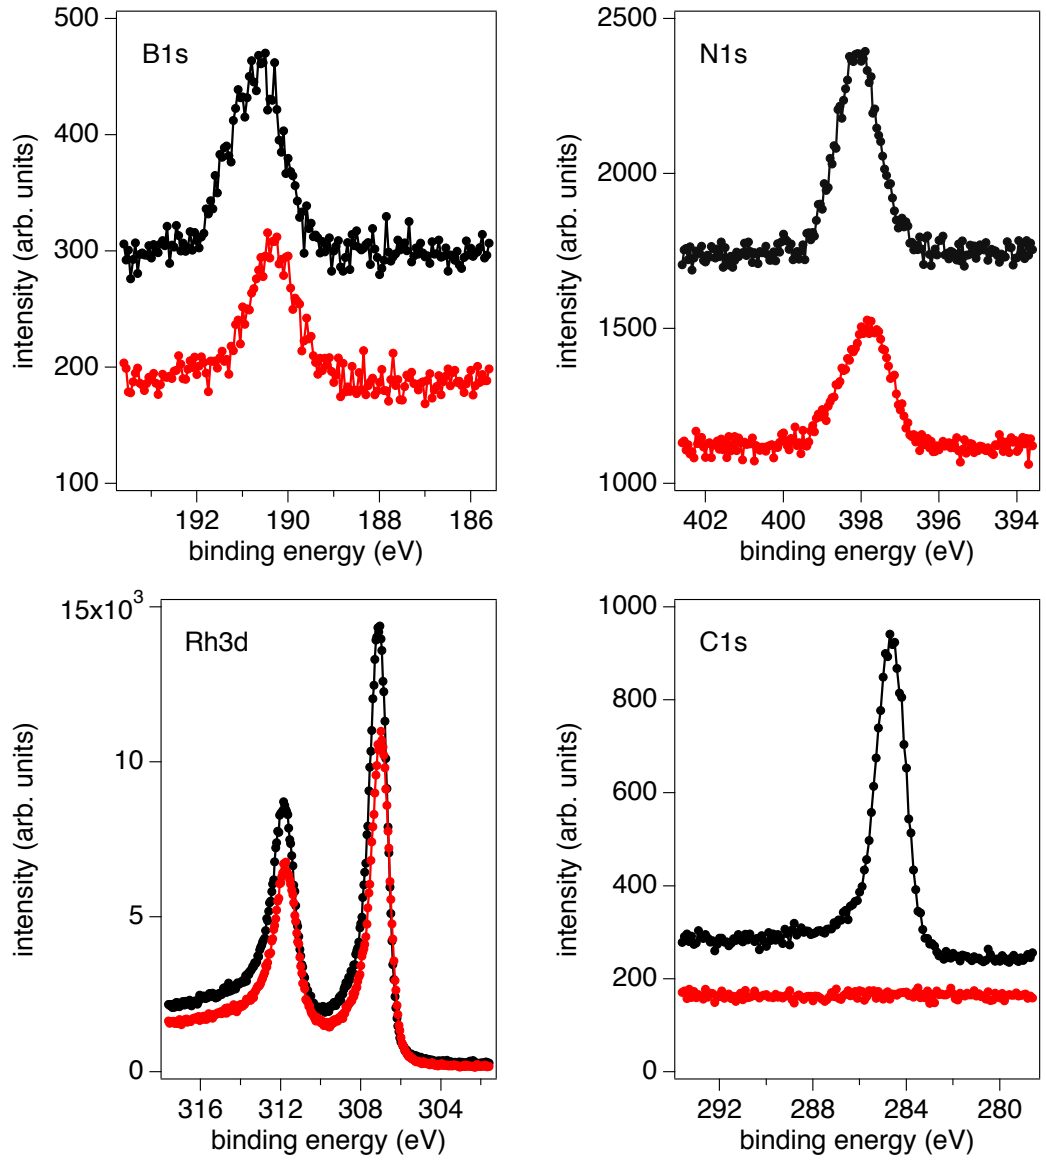 500
400
300
200
100
B1s
intensity (arb. units)
192 190 188 186
binding energy (eV)
2500
2000
1500
1000
N1s
intensity (arb. units)
402 400 398 396 394
binding energy (eV)
15x10³
10
5
0
Rh3d
intensity (arb. units)
316 312 308 304
binding energy (eV)
1000
800
600
400
200
0
C1s
intensity (arb. units)
292 288 284 280
binding energy (eV)